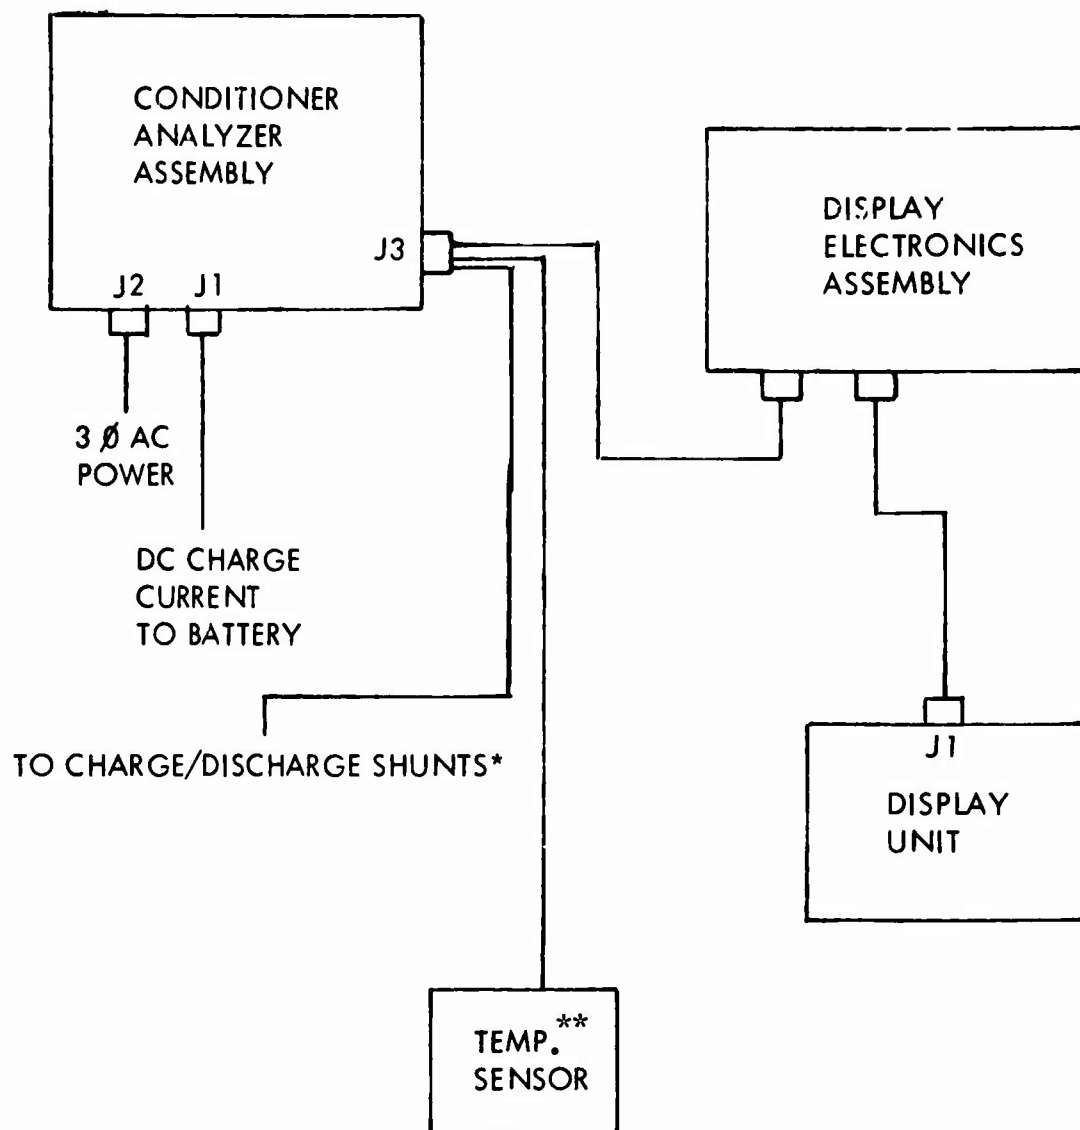 CONDITIONER
ANALYZER
ASSEMBLY
J3
J2
J1
3 Ø AC
POWER
DC CHARGE
CURRENT
TO BATTERY
TO CHARGE/DISCHARGE SHUNTS*
DISPLAY
ELECTRONICS
ASSEMBLY
J1
DISPLAY
UNIT
TEMP.**
SENSOR